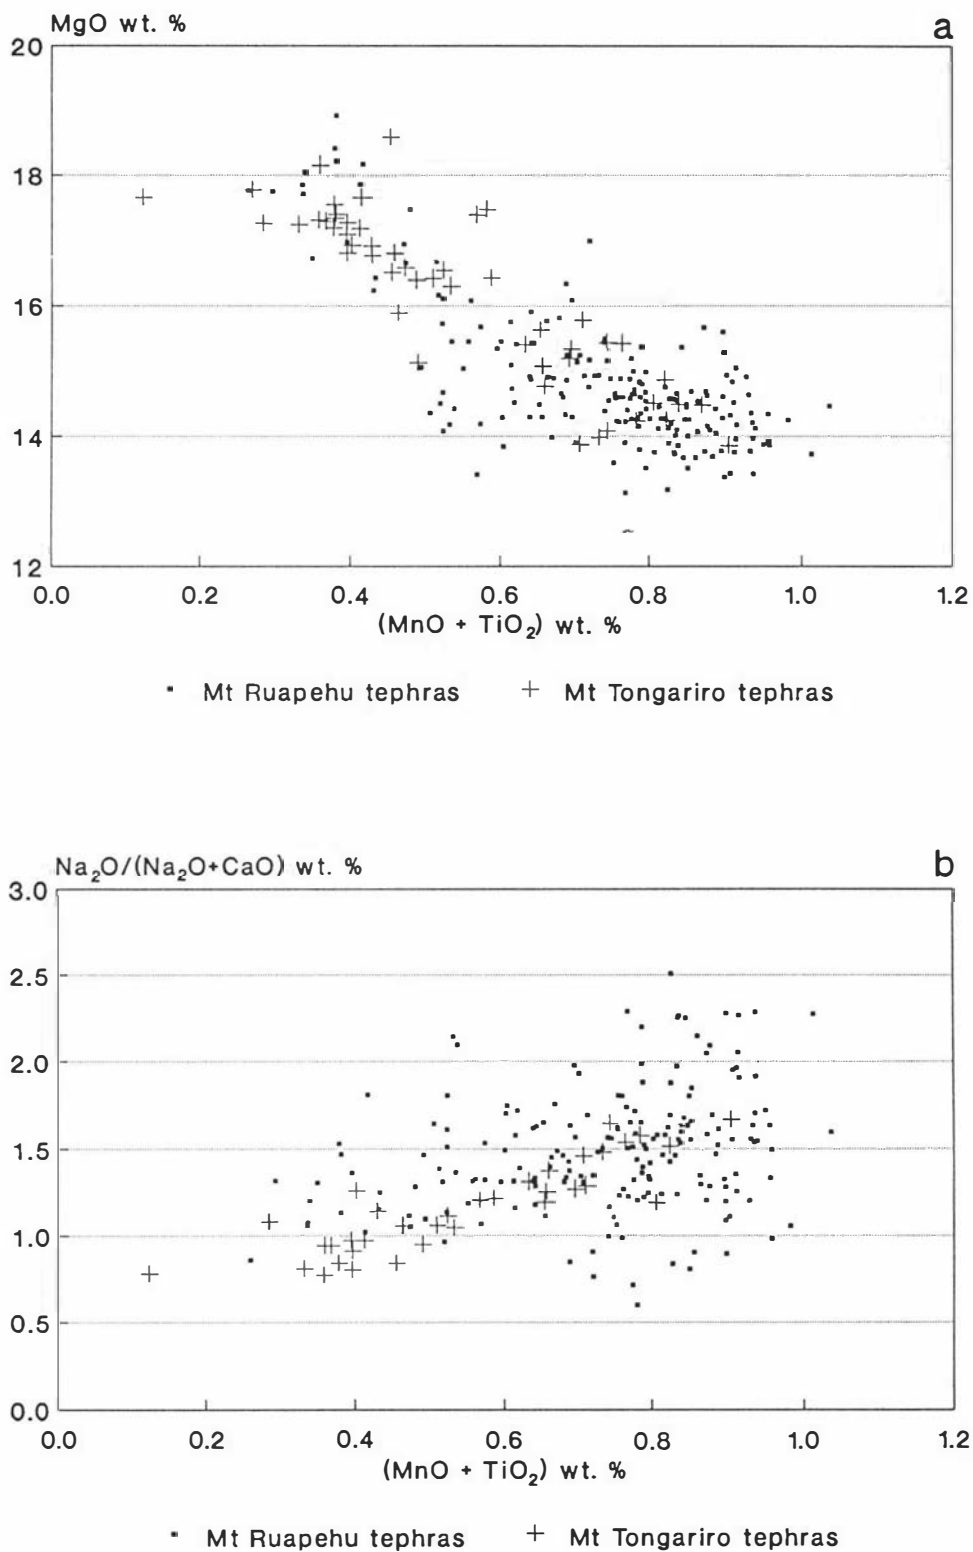 MgO wt. %
a
20
18
16
14
12
0.0 0.2 0.4 0.6 0.8 1.0 1.2
(MnO + TiO₂) wt. %
Mt Ruapehu tephras + Mt Tongariro tephras
Na₂O/(Na₂O+CaO) wt. %
b
3.0
2.5
2.0
1.5
1.0
0.5
0.0
0.0 0.2 0.4 0.6 0.8 1.0 1.2
(MnO + TiO₂) wt. %
Mt Ruapehu tephras + Mt Tongariro tephras